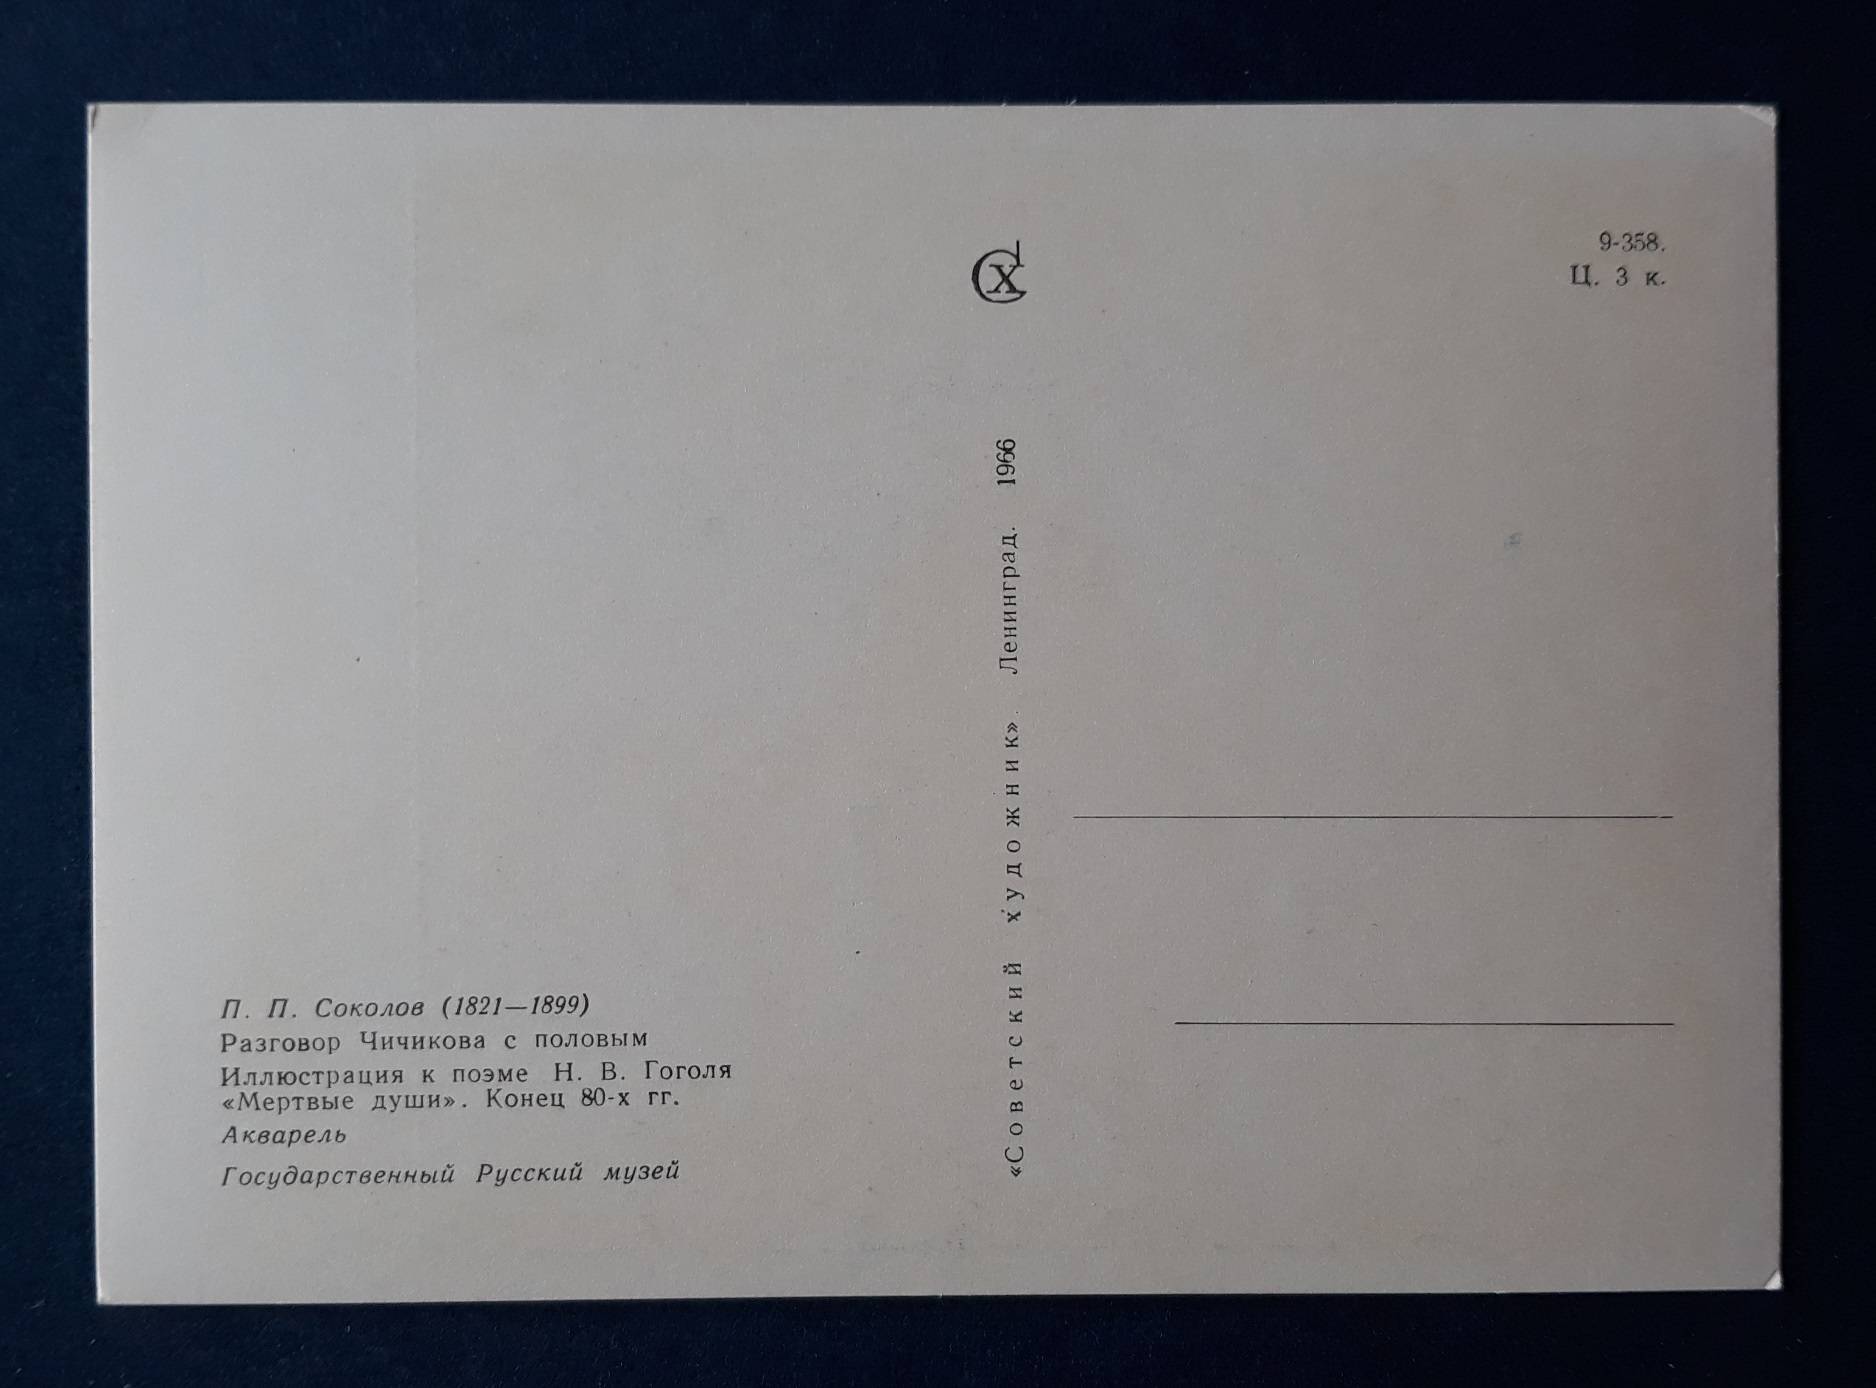 СХ
9-358.
Ц. 3 к.
«Советский художник». Ленинград. 1966
П. П. Соколов (1821—1899)
Разговор Чичикова с половым
Иллюстрация к поэме Н. В. Гоголя
«Мертвые души». Конец 80-х гг.
Акварель
Государственный Русский музей